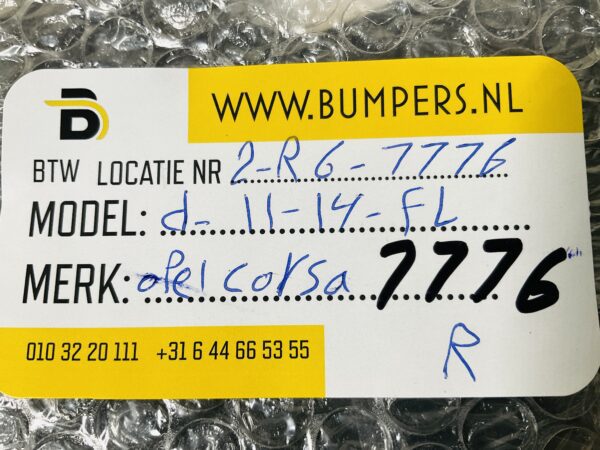 WWW.BUMPERS.NL
B
BTW LOCATIE NR 2-R6-7776
MODEL: d-11-14-FL
MERK: opel corsa 7776
010 32 20 111 +31 6 44 66 53 55
R